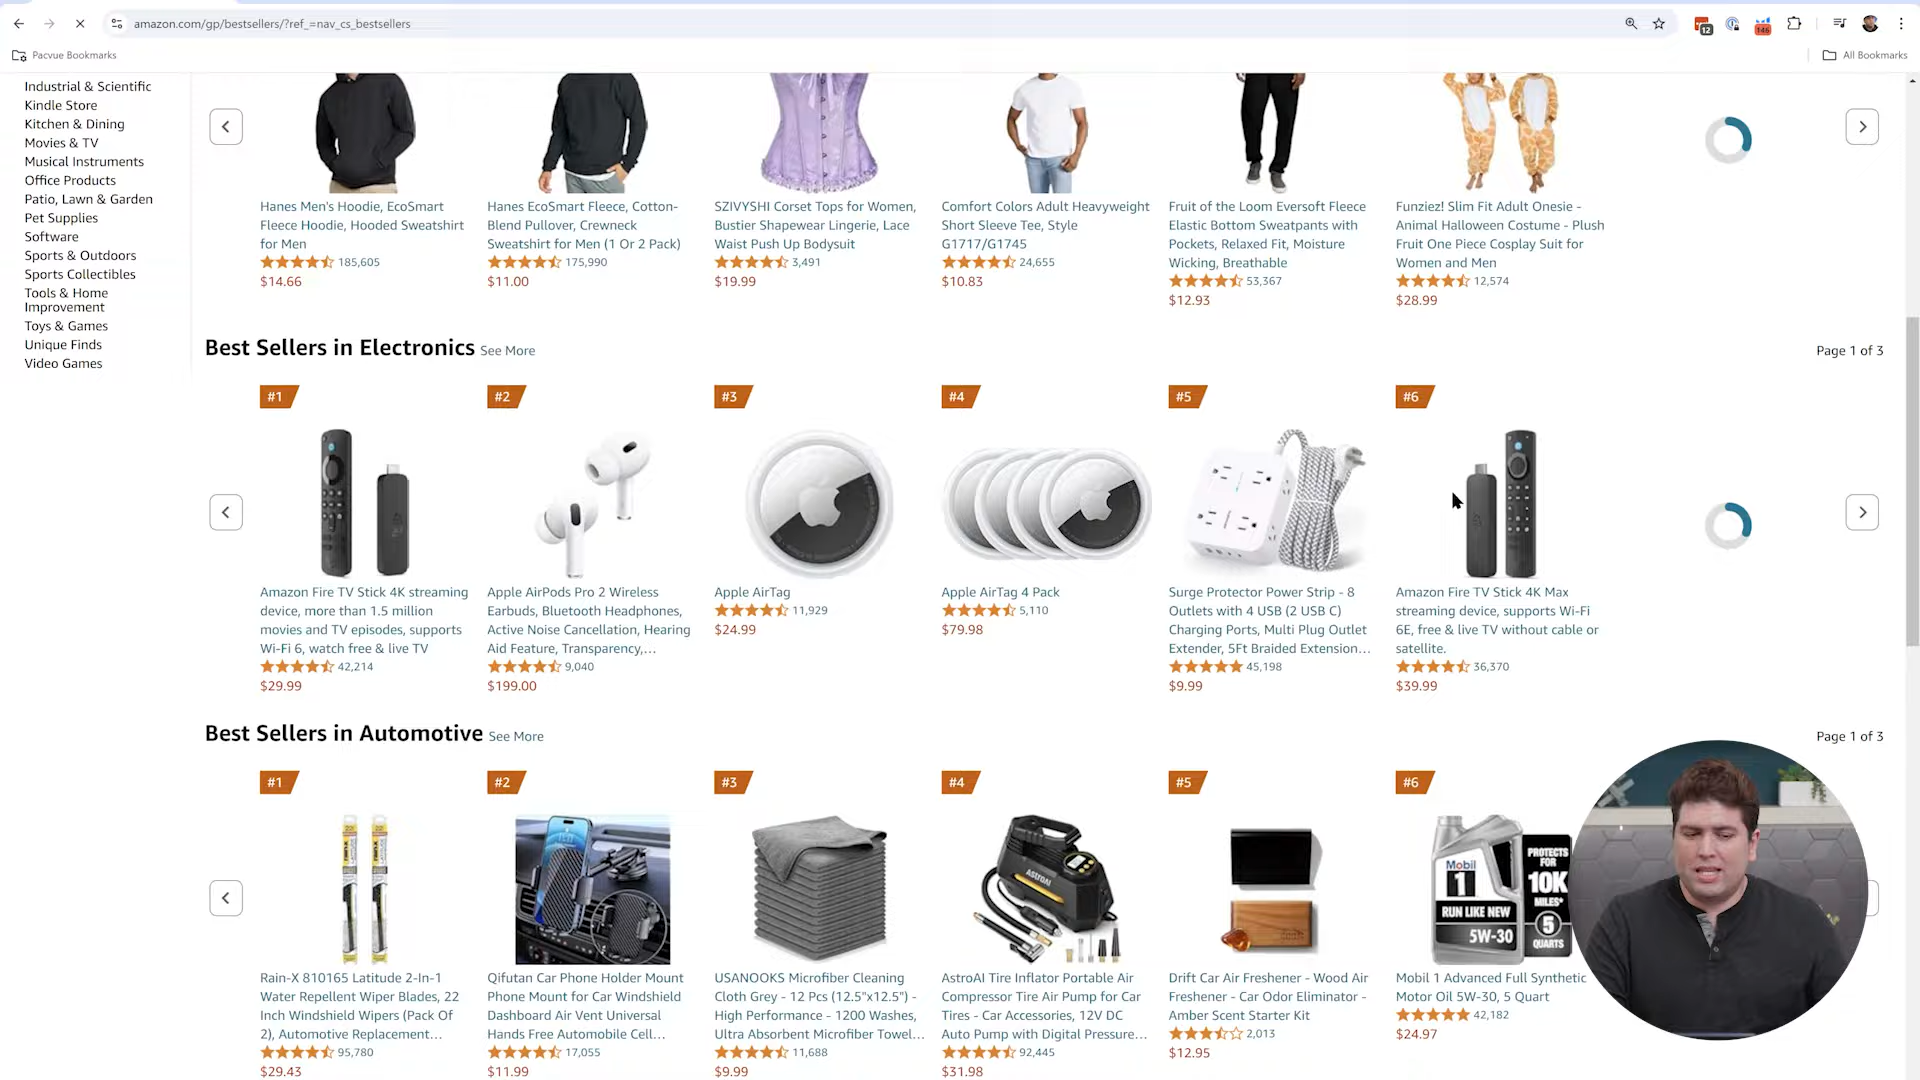 amazon.com/gp/bestsellers/?ref_=nav_cs_bestsellers
12
146
Pacvue Bookmarks
All Bookmarks
Industrial & Scientific
Kindle Store
Kitchen & Dining
Movies & TV
Musical Instruments
Office Products
Patio, Lawn & Garden
Pet Supplies
Software
Sports & Outdoors
Sports Collectibles
Tools & Home
Improvement
Toys & Games
Unique Finds
Video Games
Hanes Men's Hoodie, EcoSmart
Fleece Hoodie, Hooded Sweatshirt
for Men
185,605
$14.66
Hanes EcoSmart Fleece, Cotton-
Blend Pullover, Crewneck
Sweatshirt for Men (1 Or 2 Pack)
175,990
$11.00
SZIVYSHI Corset Tops for Women,
Bustier Shapewear Lingerie, Lace
Waist Push Up Bodysuit
3,491
$19.99
Comfort Colors Adult Heavyweight
Short Sleeve Tee, Style
G1717/G1745
24,655
$10.83
Fruit of the Loom Eversoft Fleece
Elastic Bottom Sweatpants with
Pockets, Relaxed Fit, Moisture
Wicking, Breathable
53,367
$12.93
Funziez! Slim Fit Adult Onesie -
Animal Halloween Costume - Plush
Fruit One Piece Cosplay Suit for
Women and Men
12,574
$28.99
Best Sellers in Electronics See More
Page 1 of 3
#1
Amazon Fire TV Stick 4K streaming
device, more than 1.5 million
movies and TV episodes, supports
Wi-Fi 6, watch free & live TV
42,214
$29.99
#2
Apple AirPods Pro 2 Wireless
Earbuds, Bluetooth Headphones,
Active Noise Cancellation, Hearing
Aid Feature, Transparency,...
9,040
$199.00
#3
Apple AirTag
11,929
$24.99
#4
Apple AirTag 4 Pack
5,110
$79.98
#5
Surge Protector Power Strip - 8
Outlets with 4 USB (2 USB C)
Charging Ports, Multi Plug Outlet
Extender, 5Ft Braided Extension...
45,198
$9.99
#6
Amazon Fire TV Stick 4K Max
streaming device, supports Wi-Fi
6E, free & live TV without cable or
satellite.
36,370
$39.99
Best Sellers in Automotive See More
Page 1 of 3
#1
Rain-X 810165 Latitude 2-In-1
Water Repellent Wiper Blades, 22
Inch Windshield Wipers (Pack Of
2), Automotive Replacement...
95,780
$29.43
#2
Qifutan Car Phone Holder Mount
Phone Mount for Car Windshield
Dashboard Air Vent Universal
Hands Free Automobile Cell...
17,055
$11.99
#3
USANOOKS Microfiber Cleaning
Cloth Grey - 12 Pcs (12.5"x12.5") -
High Performance - 1200 Washes,
Ultra Absorbent Microfiber Towel...
11,688
$9.99
#4
ASTROAI
AstroAI Tire Inflator Portable Air
Compressor Tire Air Pump for Car
Tires - Car Accessories, 12V DC
Auto Pump with Digital Pressure...
92,445
$31.98
#5
Drift Car Air Freshener - Wood Air
Freshener - Car Odor Eliminator -
Amber Scent Starter Kit
2,013
$12.95
#6
Mobil
1
RUN LIKE NEW
5W-30
PROTECTS
FOR
10K
MILES*
5
QUARTS
Mobil 1 Advanced Full Synthetic
Motor Oil 5W-30, 5 Quart
42,182
$24.97